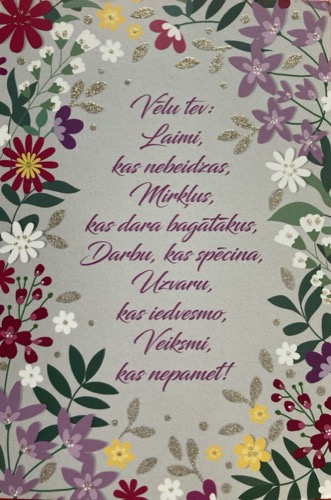 Vēlu tev:
Laimi,
kas nebeidzas,
Mirkļus,
kas dara bagātākus,
Darbu, kas spēcina,
Uzvaru,
kas iedvesmo,
Veiksmi,
kas nepamet!